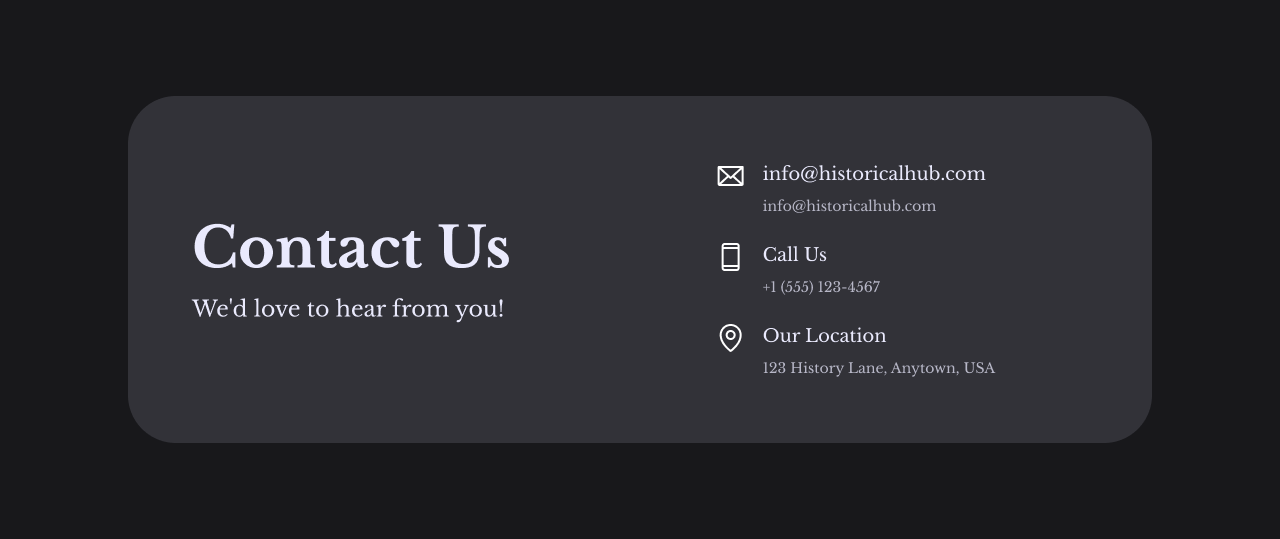 Contact Us
We'd love to hear from you!
info@historicalhub.com
info@historicalhub.com
Call Us
+1 (555) 123-4567
Our Location
123 History Lane, Anytown, USA